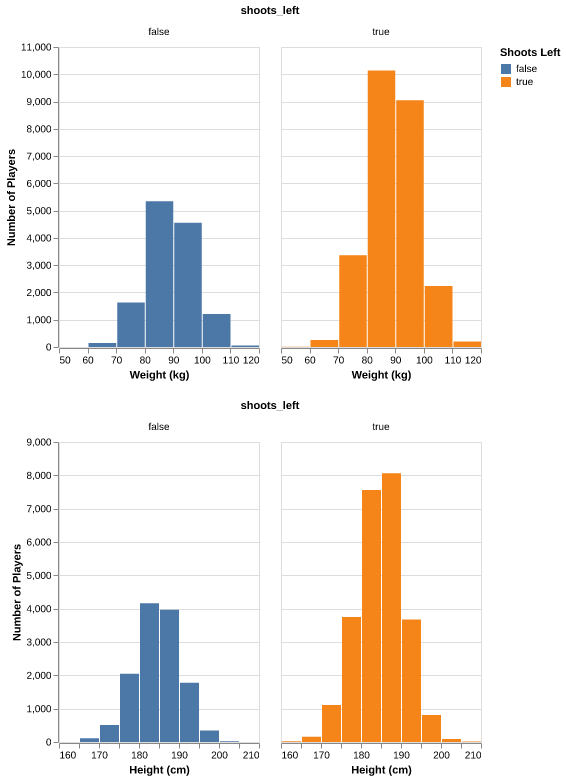 shoots_left
false true
11,000
10,000
9,000
8,000
7,000
6,000
5,000
4,000
3,000
2,000
1,000
0
Number of Players
50 60 70 80 90 100 110 120
Weight (kg)
50 60 70 80 90 100 110 120
Weight (kg)
Shoots Left
false
true
shoots_left
false true
9,000
8,000
7,000
6,000
5,000
4,000
3,000
2,000
1,000
0
Number of Players
160 170 180 190 200 210
Height (cm)
160 170 180 190 200 210
Height (cm)